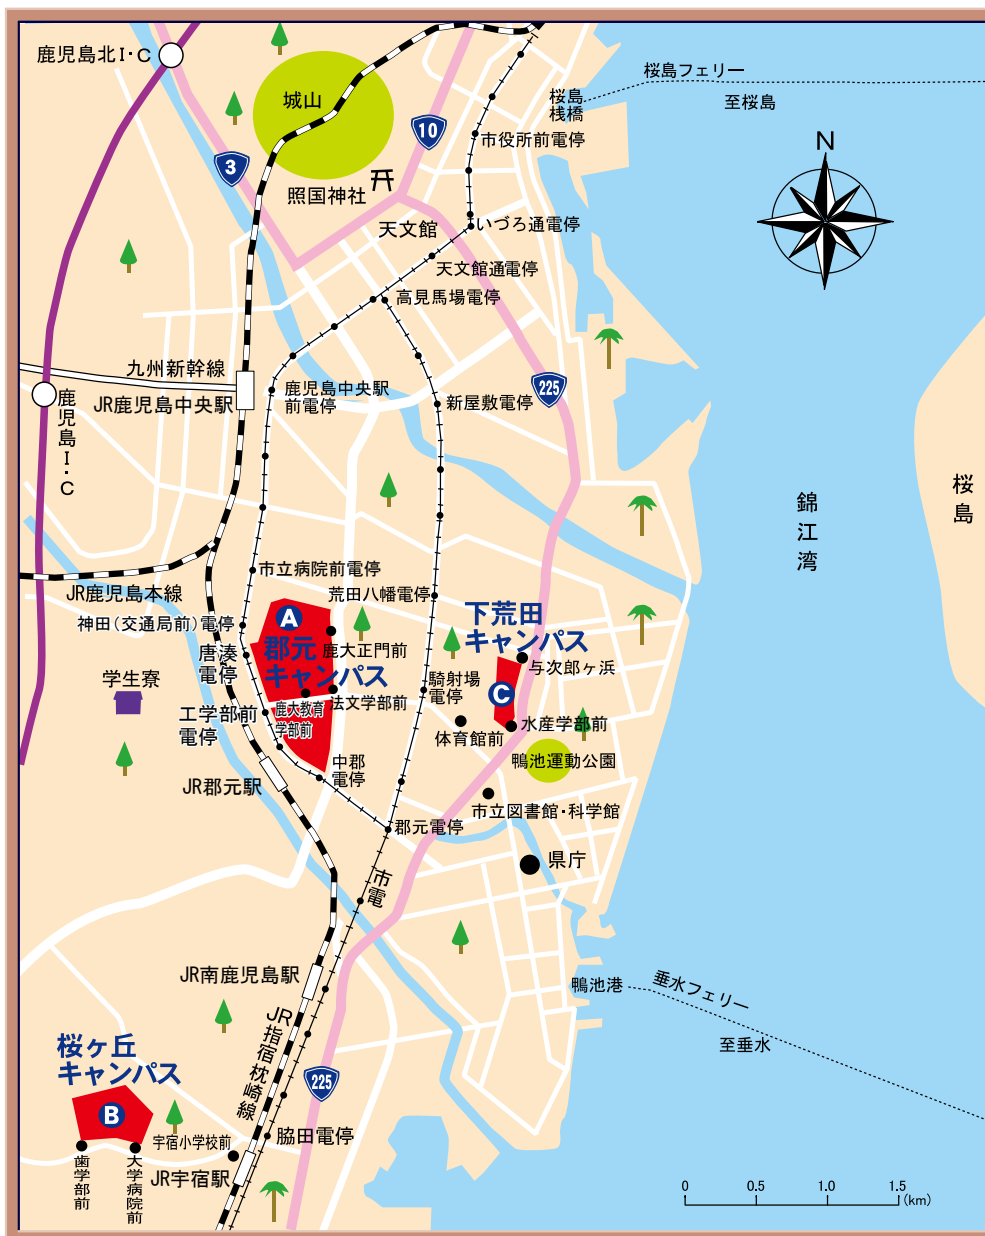 鹿児島北I・C
城山
桜島フェリー
至桜島
桜島
桟橋
10
市役所前電停
3
N
照国神社
天文館
いづろ通電停
天文館通電停
高見馬場電停
九州新幹線
鹿児島I・C
JR鹿児島中央駅
鹿児島中央駅
前電停
新屋敷電停
225
桜島
錦江湾
市立病院前電停
JR鹿児島本線
荒田八幡電停
下荒田
キャンパス
神田(交通局前)電停
A
郡元
キャンパス
鹿大正門前
唐湊
電停
与次郎ヶ浜
学生寮
騎射場
電停
C
鹿大教育
学部前
法文学部前
工学部前
電停
体育館前
水産学部前
中郡
電停
鴨池運動公園
JR郡元駅
市立図書館・科学館
郡元電停
県庁
市電
JR南鹿児島駅
鴨池港
垂水フェリー
至垂水
JR指宿枕崎線
桜ヶ丘
キャンパス
225
B
宇宿小学校前
脇田電停
歯学部前
大学病院前
JR宇宿駅
0 0.5 1.0 1.5
(km)